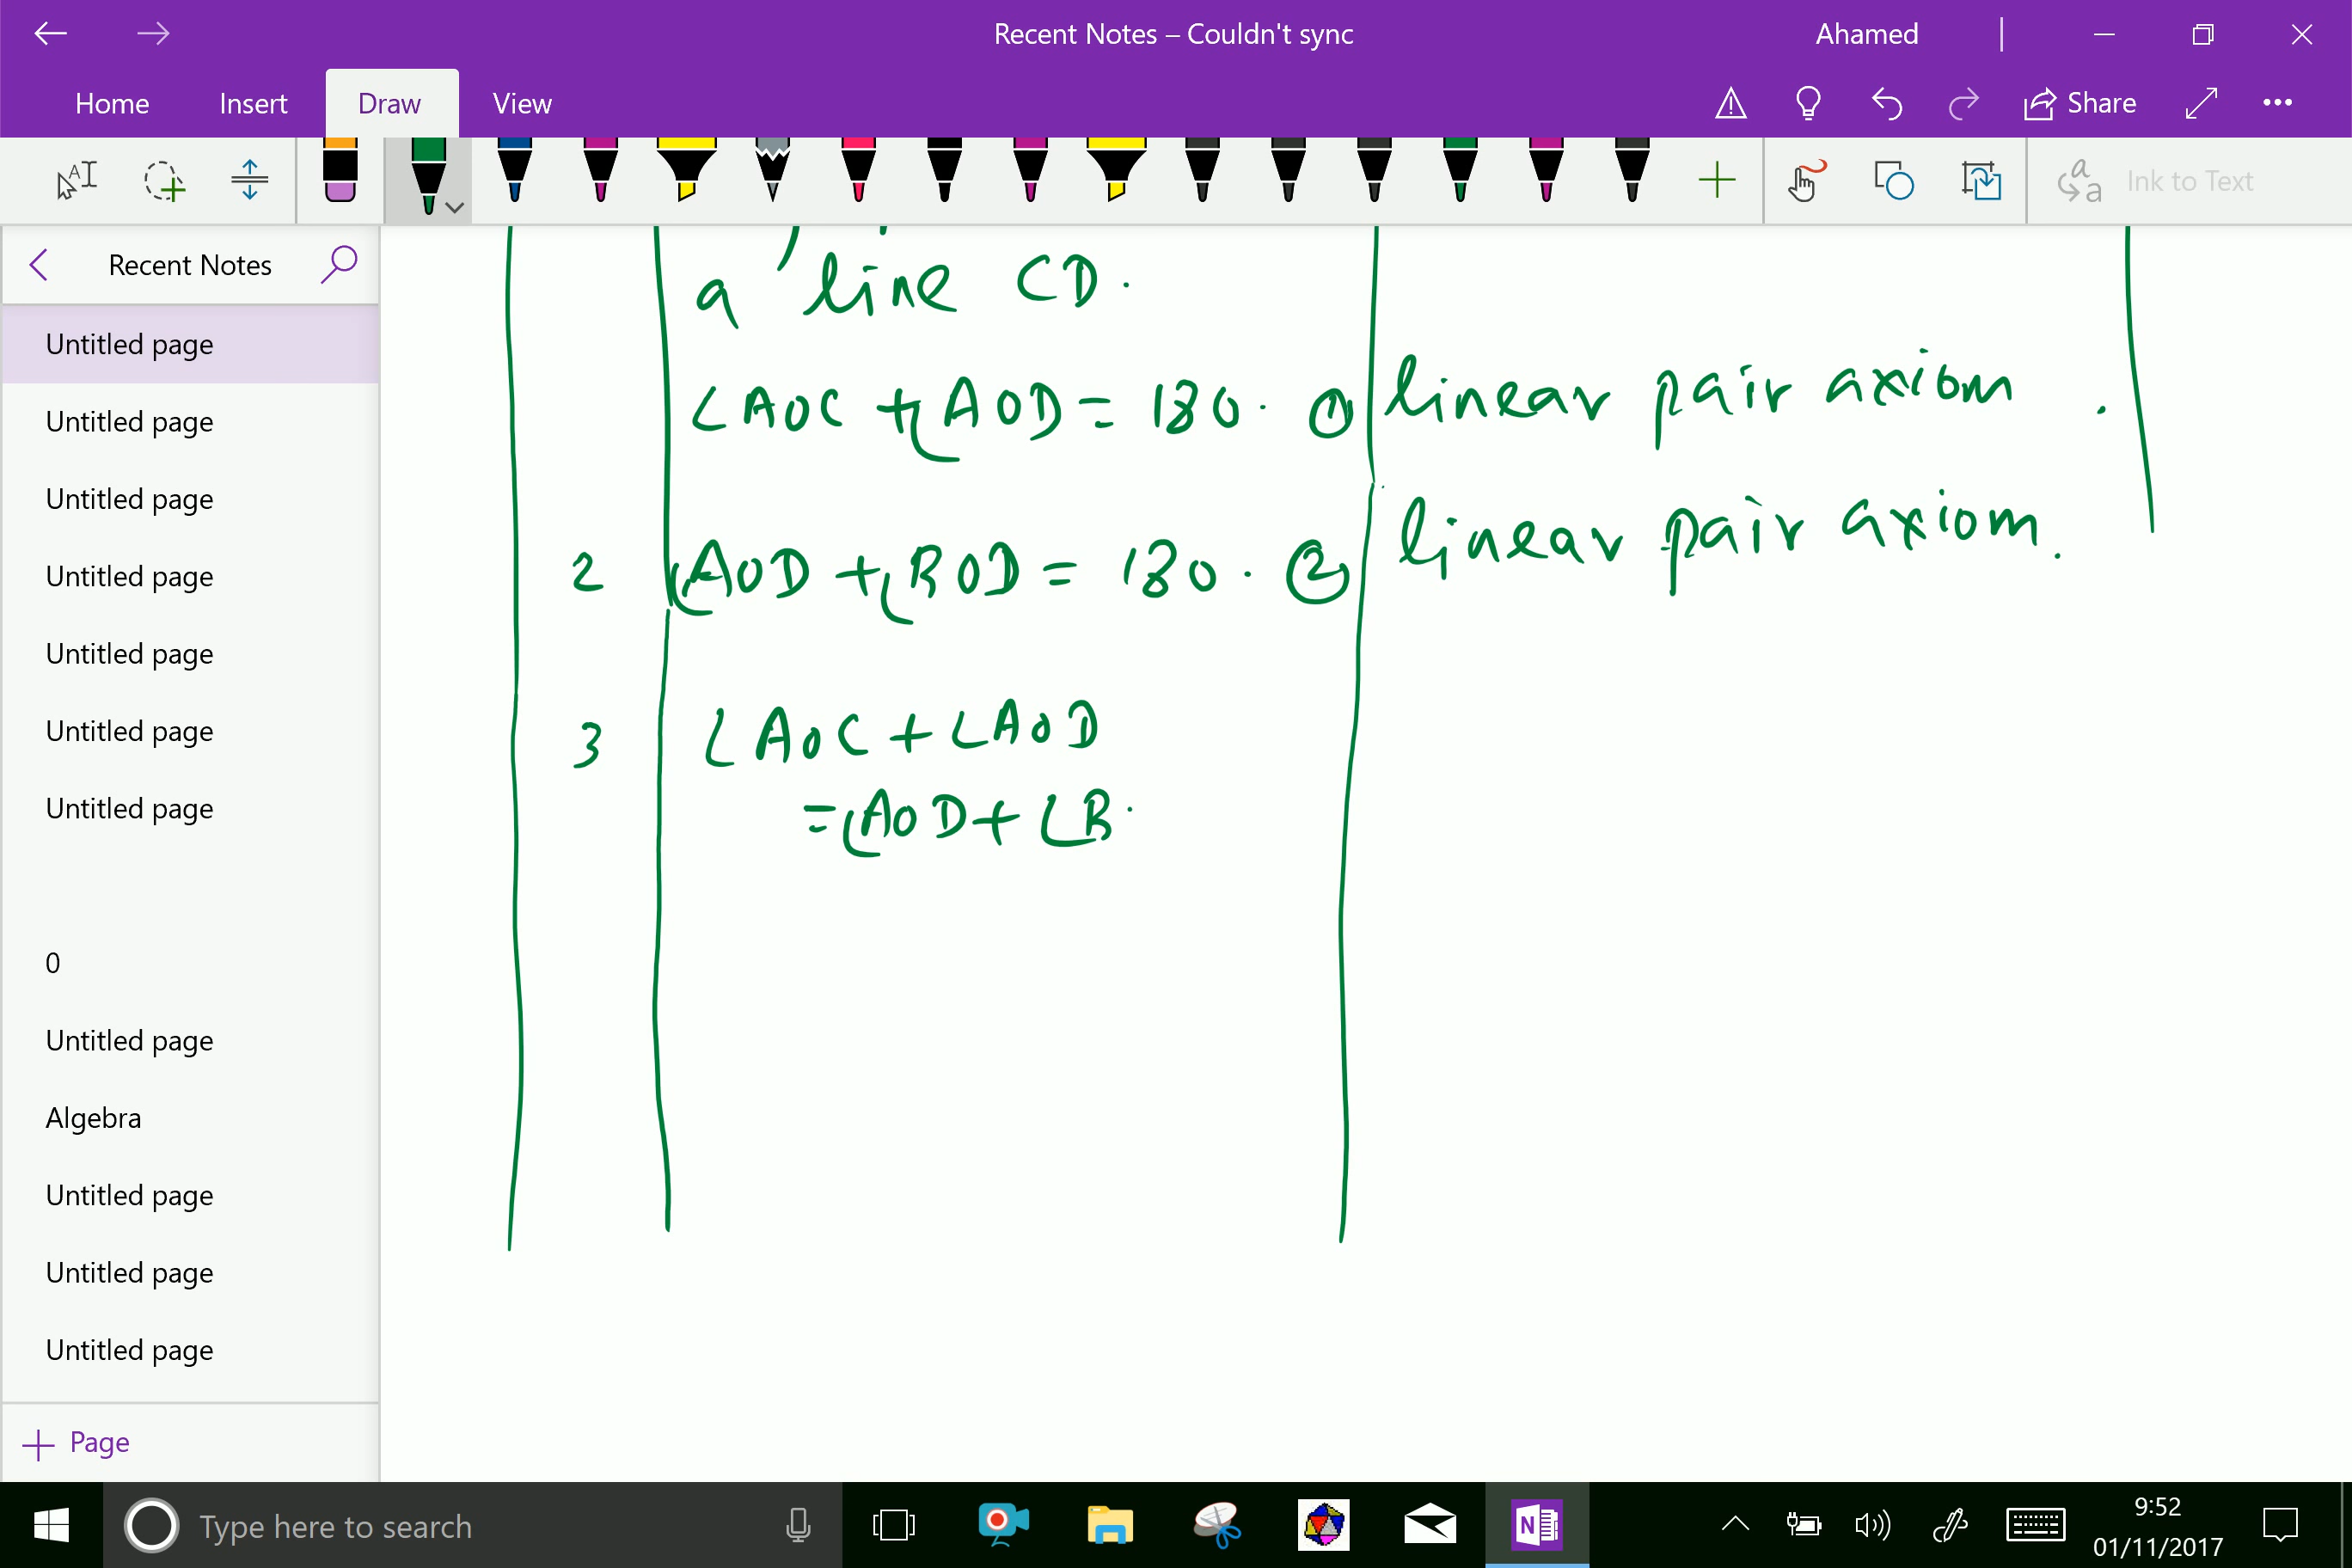 Recent Notes – Couldn't sync
Ahamed
Home Insert Draw View
Share
Ink to Text
Recent Notes
Untitled page
Untitled page
Untitled page
Untitled page
Untitled page
Untitled page
Untitled page
0
Untitled page
Algebra
Untitled page
Untitled page
Untitled page
Page
a line CD.
∠AOC + ∠AOD = 180. ① linear pair axiom.
2 ∠AOD + ∠BOD = 180. ② linear pair axiom.
3 ∠AOC + ∠AOD
= ∠AOD + ∠B
Type here to search
N
9:52
01/11/2017